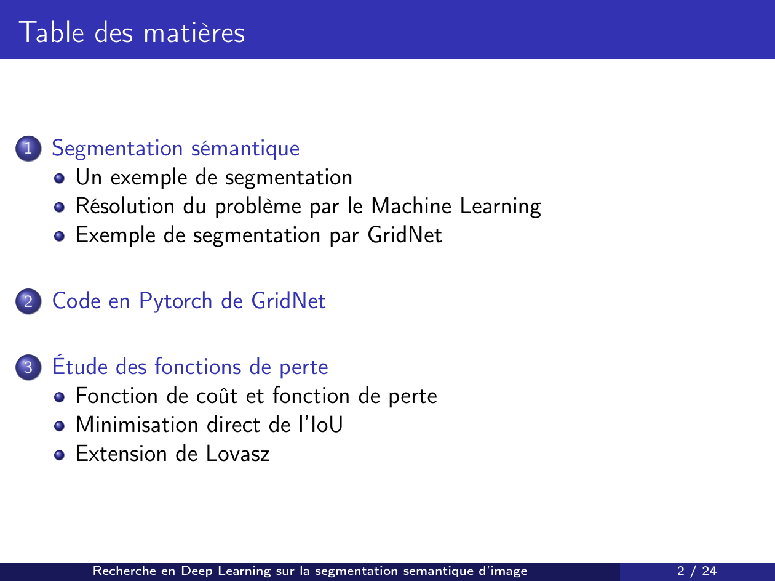 Table des matières
1 Segmentation sémantique
Un exemple de segmentation
Résolution du problème par le Machine Learning
Exemple de segmentation par GridNet
2 Code en Pytorch de GridNet
3 Étude des fonctions de perte
Fonction de coût et fonction de perte
Minimisation direct de l'IoU
Extension de Lovasz
Recherche en Deep Learning sur la segmentation semantique d'image 2 / 24